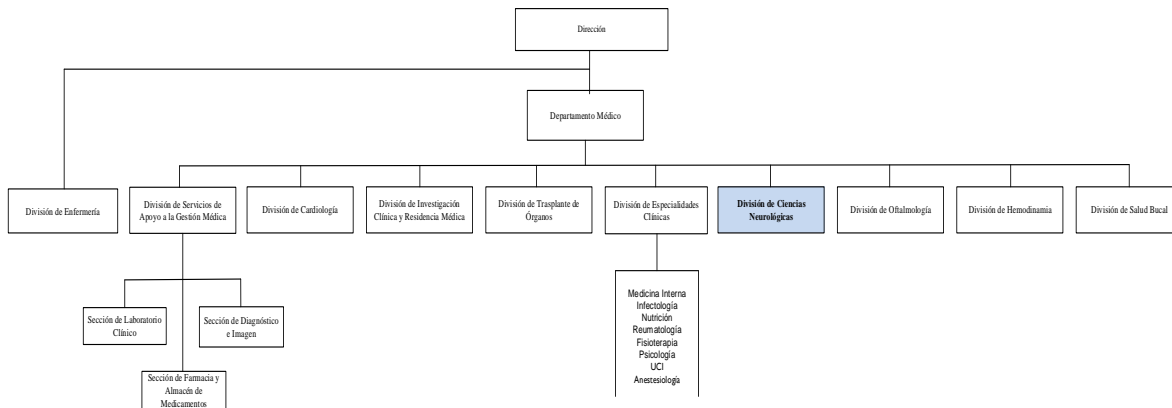 Dirección
Departamento Médico
División de Enfermería
División de Servicios de
Apoyo a la Gestión Médica
División de Cardiología
División de Investigación
Clínica y Residencia Médica
División de Trasplante de
Órganos
División de Especialidades
Clínicas
División de Ciencias
Neurológicas
División de Oftalmología
División de Hemodinamia
División de Salud Bucal
Sección de Laboratorio
Clínico
Sección de Diagnóstico
e Imagen
Sección de Farmacia y
Almacén de
Medicamentos
Medicina Interna
Infectología
Nutrición
Reumatología
Fisioterapia
Psicología
UCI
Anestesiología